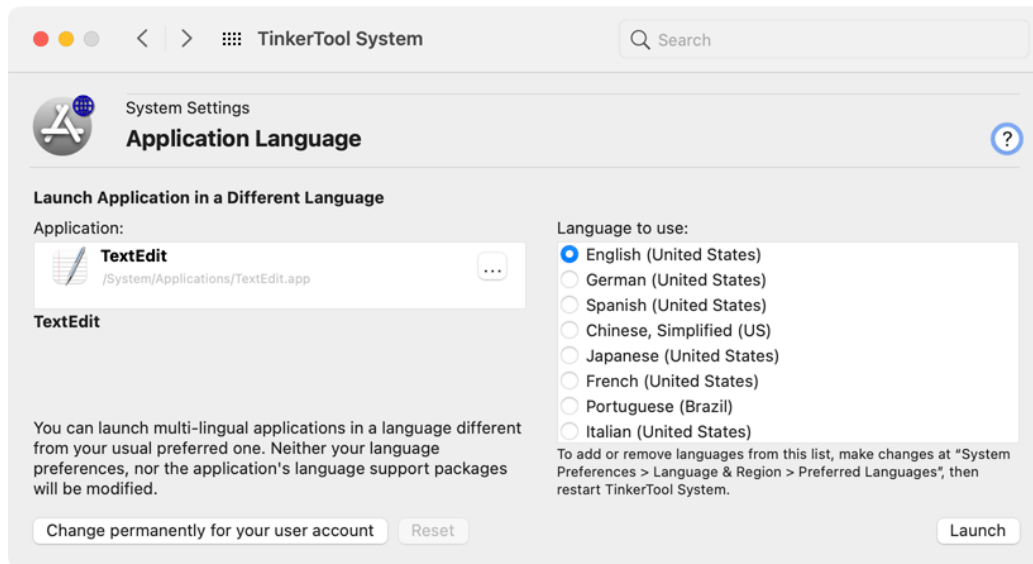 TinkerTool System
Search
System Settings
Application Language
?
Launch Application in a Different Language
Application:
TextEdit
/System/Applications/TextEdit.app
...
TextEdit
You can launch multi-lingual applications in a language different
from your usual preferred one. Neither your language
preferences, nor the application's language support packages
will be modified.
Change permanently for your user account
Reset
Language to use:
English (United States)
German (United States)
Spanish (United States)
Chinese, Simplified (US)
Japanese (United States)
French (United States)
Portuguese (Brazil)
Italian (United States)
To add or remove languages from this list, make changes at “System
Preferences > Language & Region > Preferred Languages”, then
restart TinkerTool System.
Launch